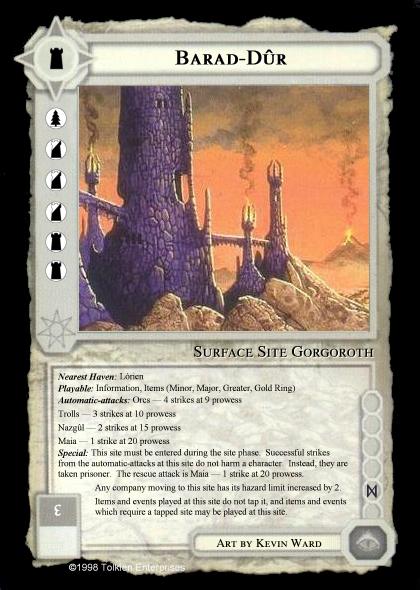 BARAD-DÛR
SURFACE SITE GORGOROTH
Nearest Haven: Lórien
Playable: Information, Items (Minor, Major, Greater, Gold Ring)
Automatic-attacks: Orcs — 4 strikes at 9 prowess
Trolls — 3 strikes at 10 prowess
Nazgûl — 2 strikes at 15 prowess
Maia — 1 strike at 20 prowess
Special: This site must be entered during the site phase. Successful strikes
from the automatic-attacks at this site do not harm a character. Instead, they are
taken prisoner. The rescue attack is Maia — 1 strike at 20 prowess.
Any company moving to this has its hazard limit increased by 2.
Items and events played at this site do not tap it, and items and events
which require a tapped site may be played at this site.
ART BY KEVIN WARD
©1998 Tolkien Enterprises